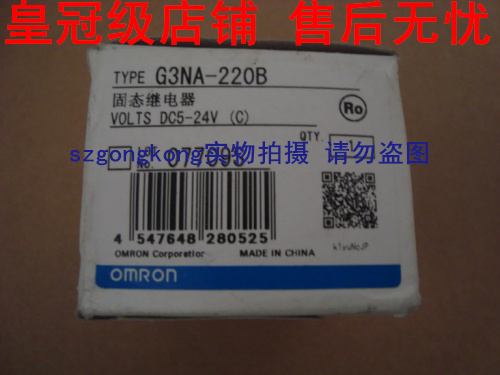 皇冠级店铺 售后无忧
TYPE G3NA-220B
固态继电器
VOLTS DC5-24V (C)
Ro
QTY.
szgongkong实物拍摄 请勿盗图
No.
1
4 547648 280525
OMRON Corporation MADE IN CHINA
OMRON